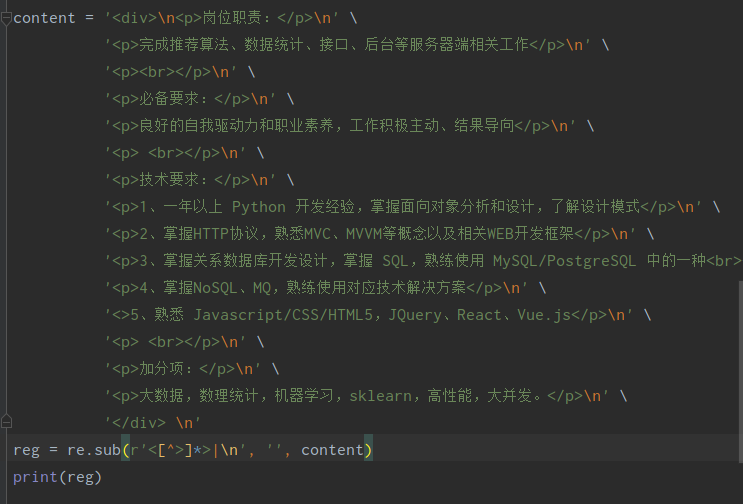 content = '<div>\n<p>岗位职责：</p>\n' \
'<p>完成推荐算法、数据统计、接口、后台等服务器端相关工作</p>\n' \
'<p><br></p>\n' \
'<p>必备要求：</p>\n' \
'<p>良好的自我驱动力和职业素养，工作积极主动、结果导向</p>\n' \
'<p> <br></p>\n' \
'<p>技术要求：</p>\n' \
'<p>1、一年以上 Python 开发经验，掌握面向对象分析和设计，了解设计模式</p>\n' \
'<p>2、掌握HTTP协议，熟悉MVC、MVVM等概念以及相关WEB开发框架</p>\n' \
'<p>3、掌握关系数据库开发设计，掌握 SQL，熟练使用 MySQL/PostgreSQL 中的一种<br>
'<p>4、掌握NoSQL、MQ，熟练使用对应技术解决方案</p>\n' \
'<>5、熟悉 Javascript/CSS/HTML5，JQuery、React、Vue.js</p>\n' \
'<p> <br></p>\n' \
'<p>加分项：</p>\n' \
'<p>大数据，数理统计，机器学习，sklearn，高性能，大并发。</p>\n' \
'</div> \n'
reg = re.sub(r'<[^>]*>|\n', '', content)
print(reg)